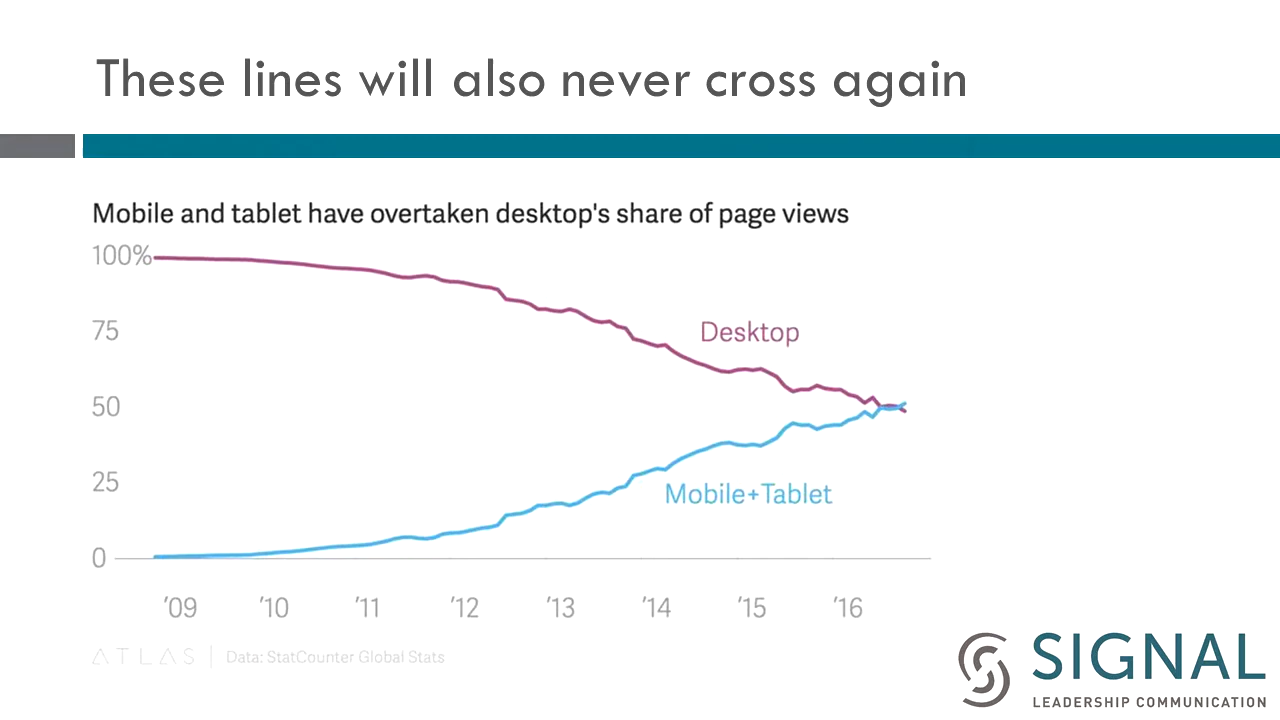 These lines will also never cross again
Mobile and tablet have overtaken desktop's share of page views
100%
75
Desktop
50
25
Mobile+Tablet
0
'09 '10 '11 '12 '13 '14 '15 '16
ATLAS | Data: StatCounter Global Stats
SIGNAL
LEADERSHIP COMMUNICATION